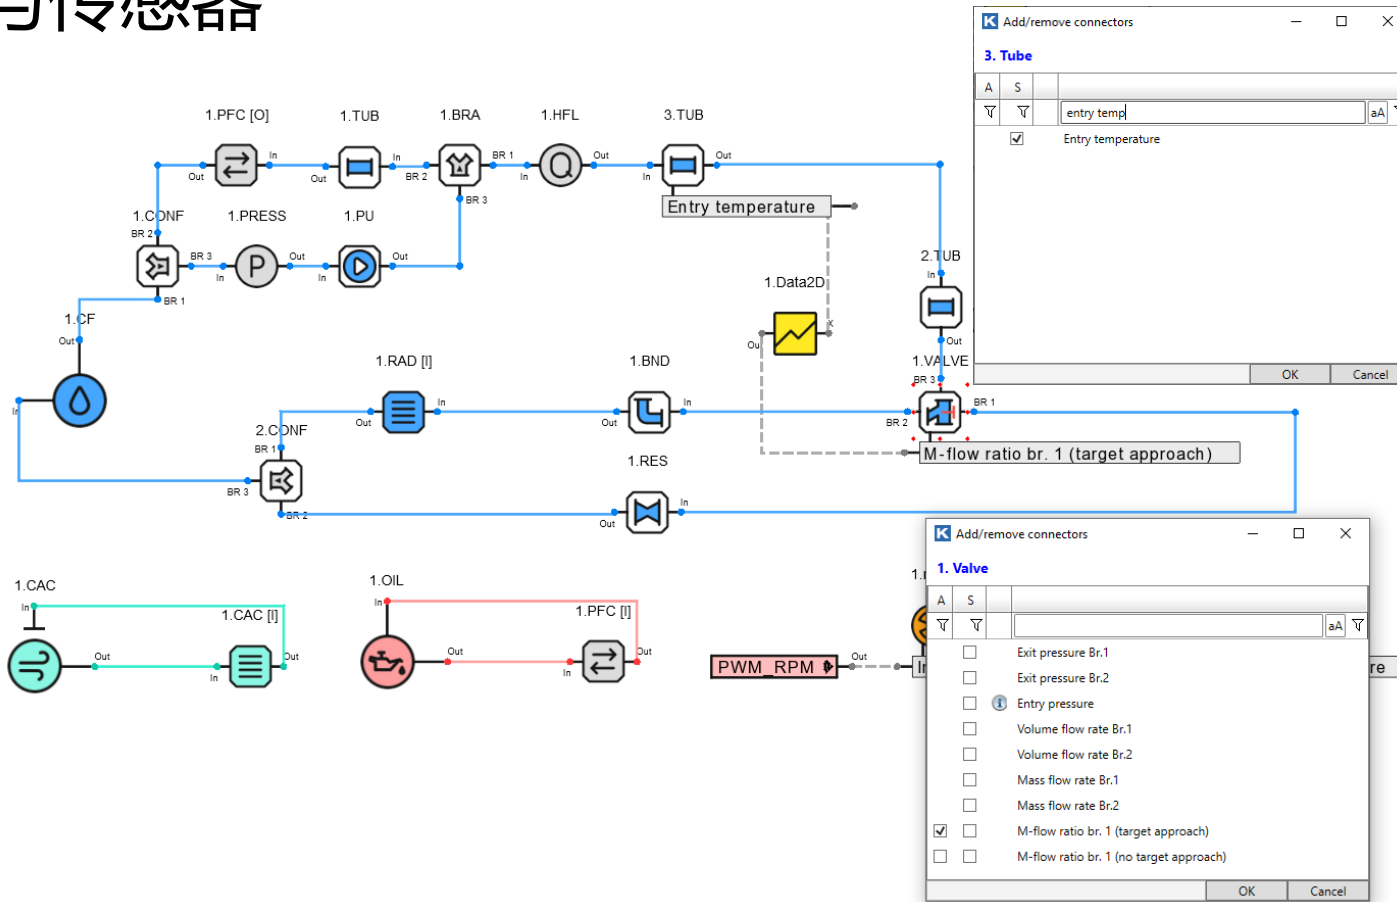 与传感器
Add/remove connectors
3. Tube
A S
entry temp
aA
Entry temperature
OK Cancel
1.PFC [O]
1.TUB
1.BRA
1.HFL
3.TUB
Out In
Out In
BR 2 BR 1
BR 3
In Out
In Out
Entry temperature
1.CONF
1.PRESS
1.PU
BR 2
BR 3
BR 1
In Out
In Out
2.TUB
In
Out
1.Data2D
X
Ou
1.CF
Out
In
1.RAD [I]
Out In
1.BND
Out In
1.VALVE
BR 3
BR 2 BR 1
M-flow ratio br. 1 (target approach)
2.CONF
BR 1
BR 3
BR 2
1.RES
Out In
P
Q
1.CAC
In
Out
1.CAC [I]
In Out
1.OIL
In
Out
1.PFC [I]
In Out
PWM_RPM
Out
re
Add/remove connectors
1. Valve
A S
aA
Exit pressure Br.1
Exit pressure Br.2
Entry pressure
Volume flow rate Br.1
Volume flow rate Br.2
Mass flow rate Br.1
Mass flow rate Br.2
M-flow ratio br. 1 (target approach)
M-flow ratio br. 1 (no target approach)
OK Cancel